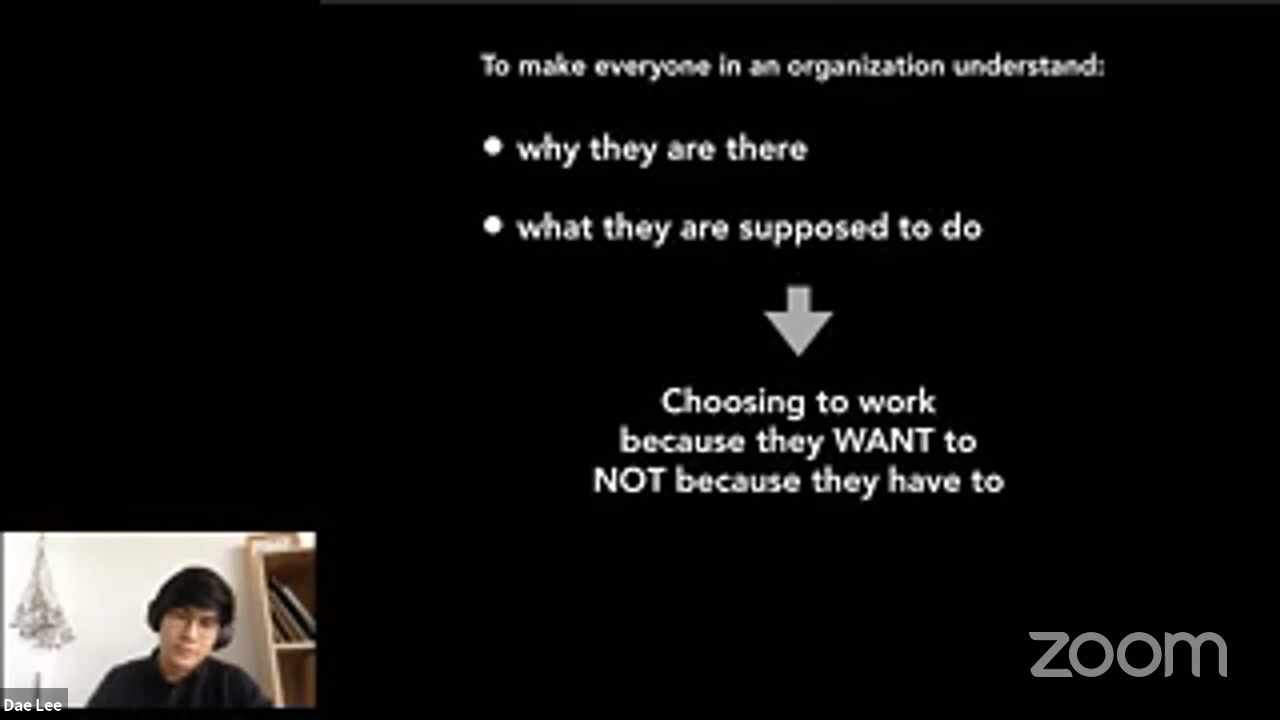 To make everyone in an organization understand:
● why they are there
● what they are supposed to do
Choosing to work
because they WANT to
NOT because they have to
Dae Lee
zoom